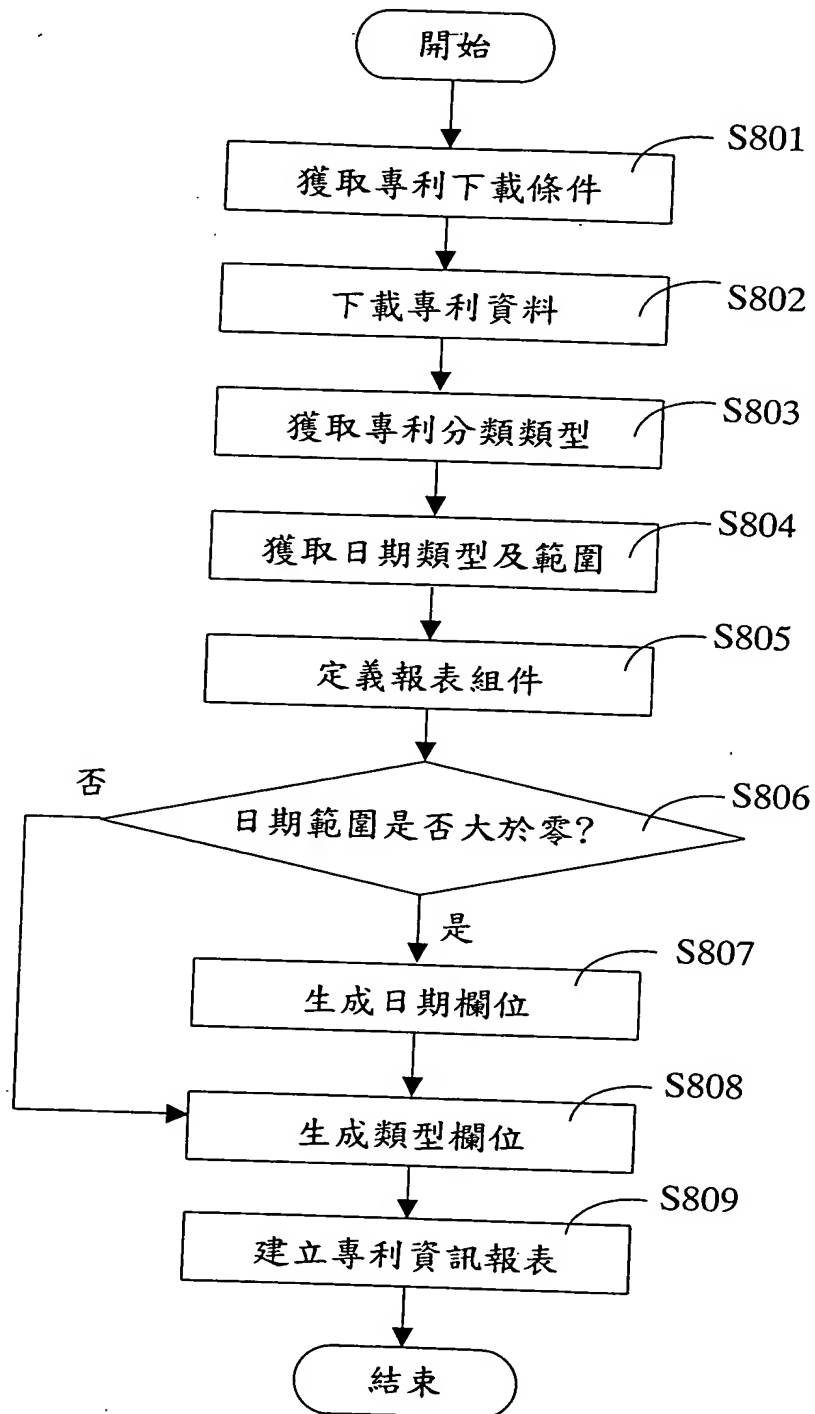 開始
S801
獲取專利下載條件
S802
下載專利資料
S803
獲取專利分類類型
S804
獲取日期類型及範圍
S805
定義報表組件
否
S806
日期範圍是否大於零?
是
S807
生成日期欄位
S808
生成類型欄位
S809
建立專利資訊報表
結束